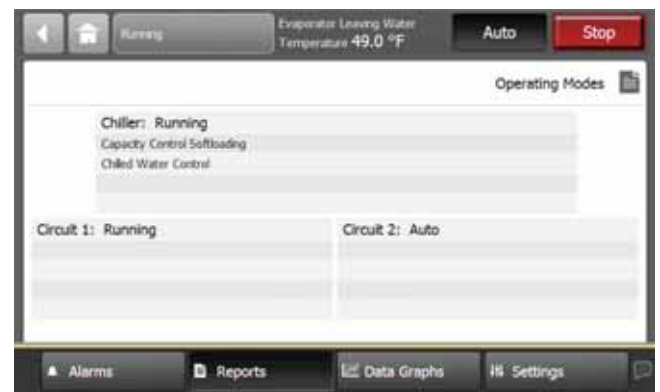 Running
Evaporator Leaving Water
Temperature 49.0 °F
Auto
Stop
Operating Modes
Chiller: Running
Capacity Control Softloading
Chilled Water Control
Circuit 1: Running
Circuit 2: Auto
Alarms
Reports
Data Graphs
Settings